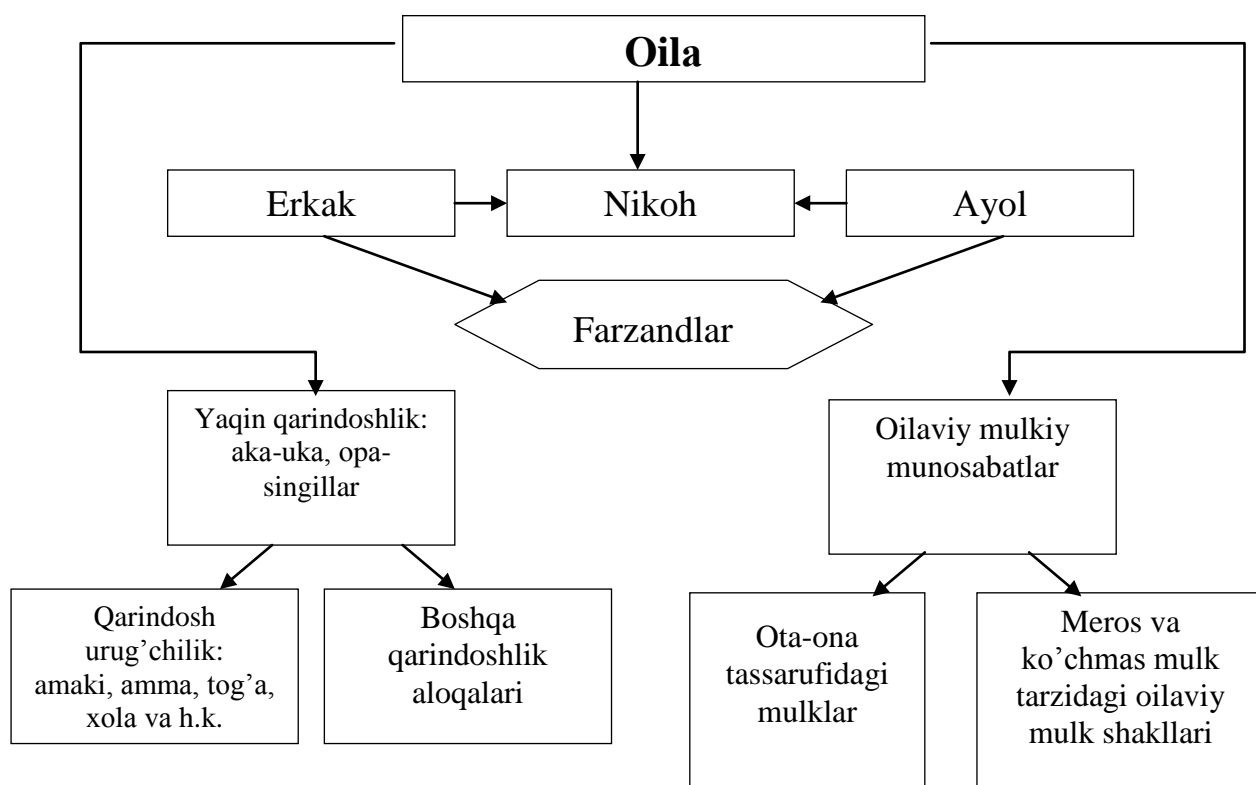 Oila
Erkak
Nikoh
Ayol
Farzandlar
Yaqin qarindoshlik:
aka-uka, opa-
singillar
Oilaviy mulkiy
munosabatlar
Qarindosh
urug’chilik:
amaki, amma, tog’a,
xola va h.k.
Boshqa
qarindoshlik
aloqalari
Ota-ona
tassarufidagi
mulklar
Meros va
ko’chmas mulk
tarzidagi oilaviy
mulk shakllari